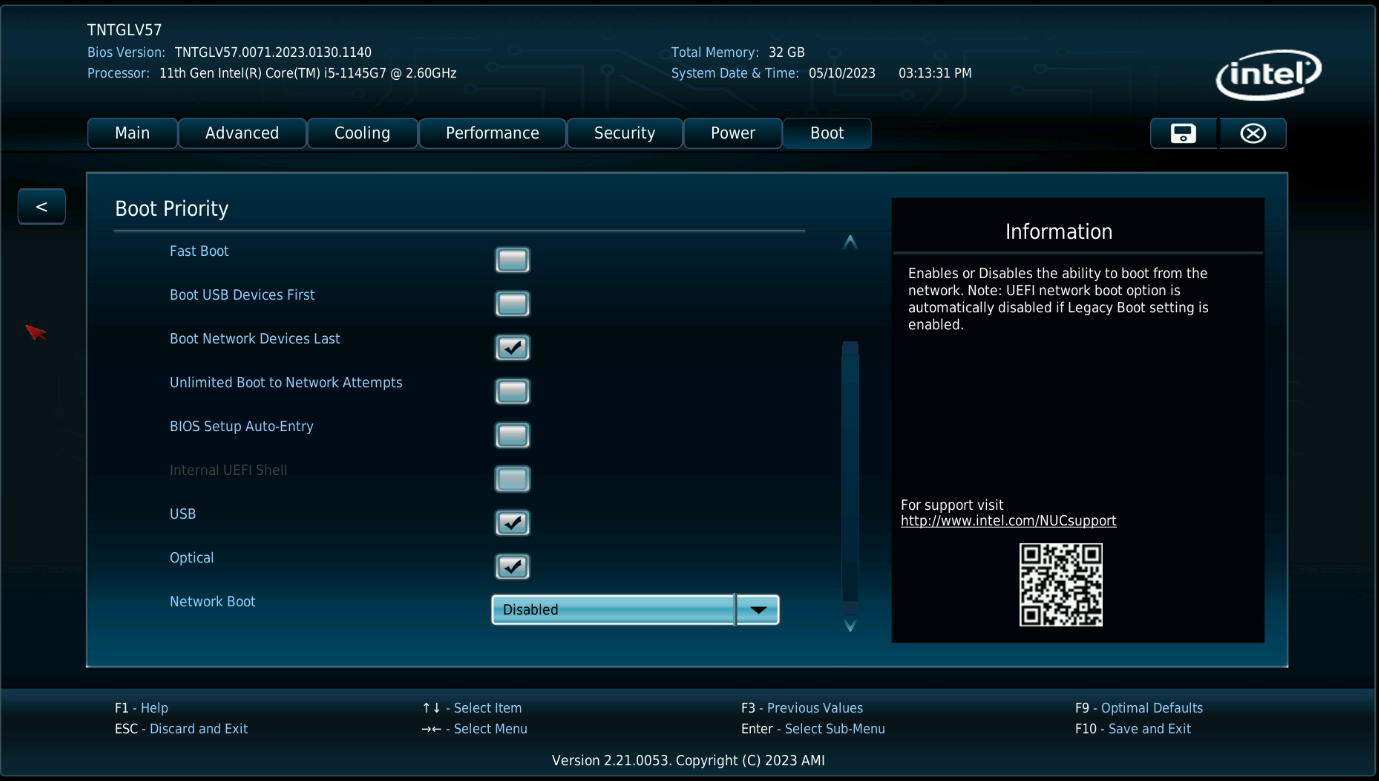 TNTGLV57
Bios Version: TNTGLV57.0071.2023.0130.1140
Total Memory: 32 GB
Processor: 11th Gen Intel(R) Core(TM) i5-1145G7 @ 2.60GHz
System Date & Time: 05/10/2023 03:13:31 PM
intel
Main Advanced Cooling Performance Security Power Boot
<
Boot Priority
Fast Boot
Boot USB Devices First
Boot Network Devices Last
Unlimited Boot to Network Attempts
BIOS Setup Auto-Entry
Internal UEFI Shell
USB
Optical
Network Boot Disabled
Information
Enables or Disables the ability to boot from the
network. Note: UEFI network boot option is
automatically disabled if Legacy Boot setting is
enabled.
For support visit
http://www.intel.com/NUCsupport
F1 - Help ↑↓ - Select Item F3 - Previous Values F9 - Optimal Defaults
ESC - Discard and Exit →← - Select Menu Enter - Select Sub-Menu F10 - Save and Exit
Version 2.21.0053. Copyright (C) 2023 AMI